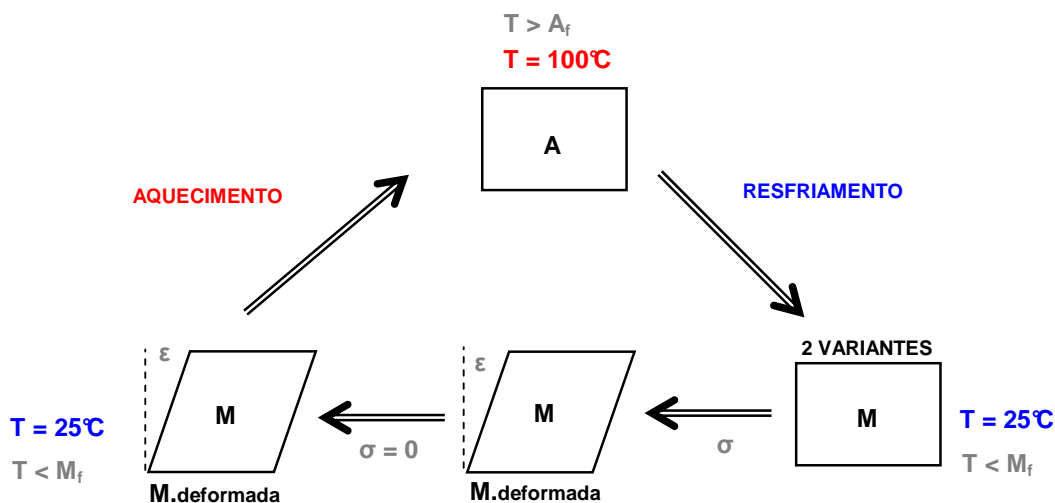 T > Af
T = 100°C
A
AQUECIMENTO
RESFRIAMENTO
2 VARIANTES
ε
M
ε
M
M
T = 25°C
T < Mf
σ = 0
σ
T = 25°C
T < Mf
M.deformada
M.deformada